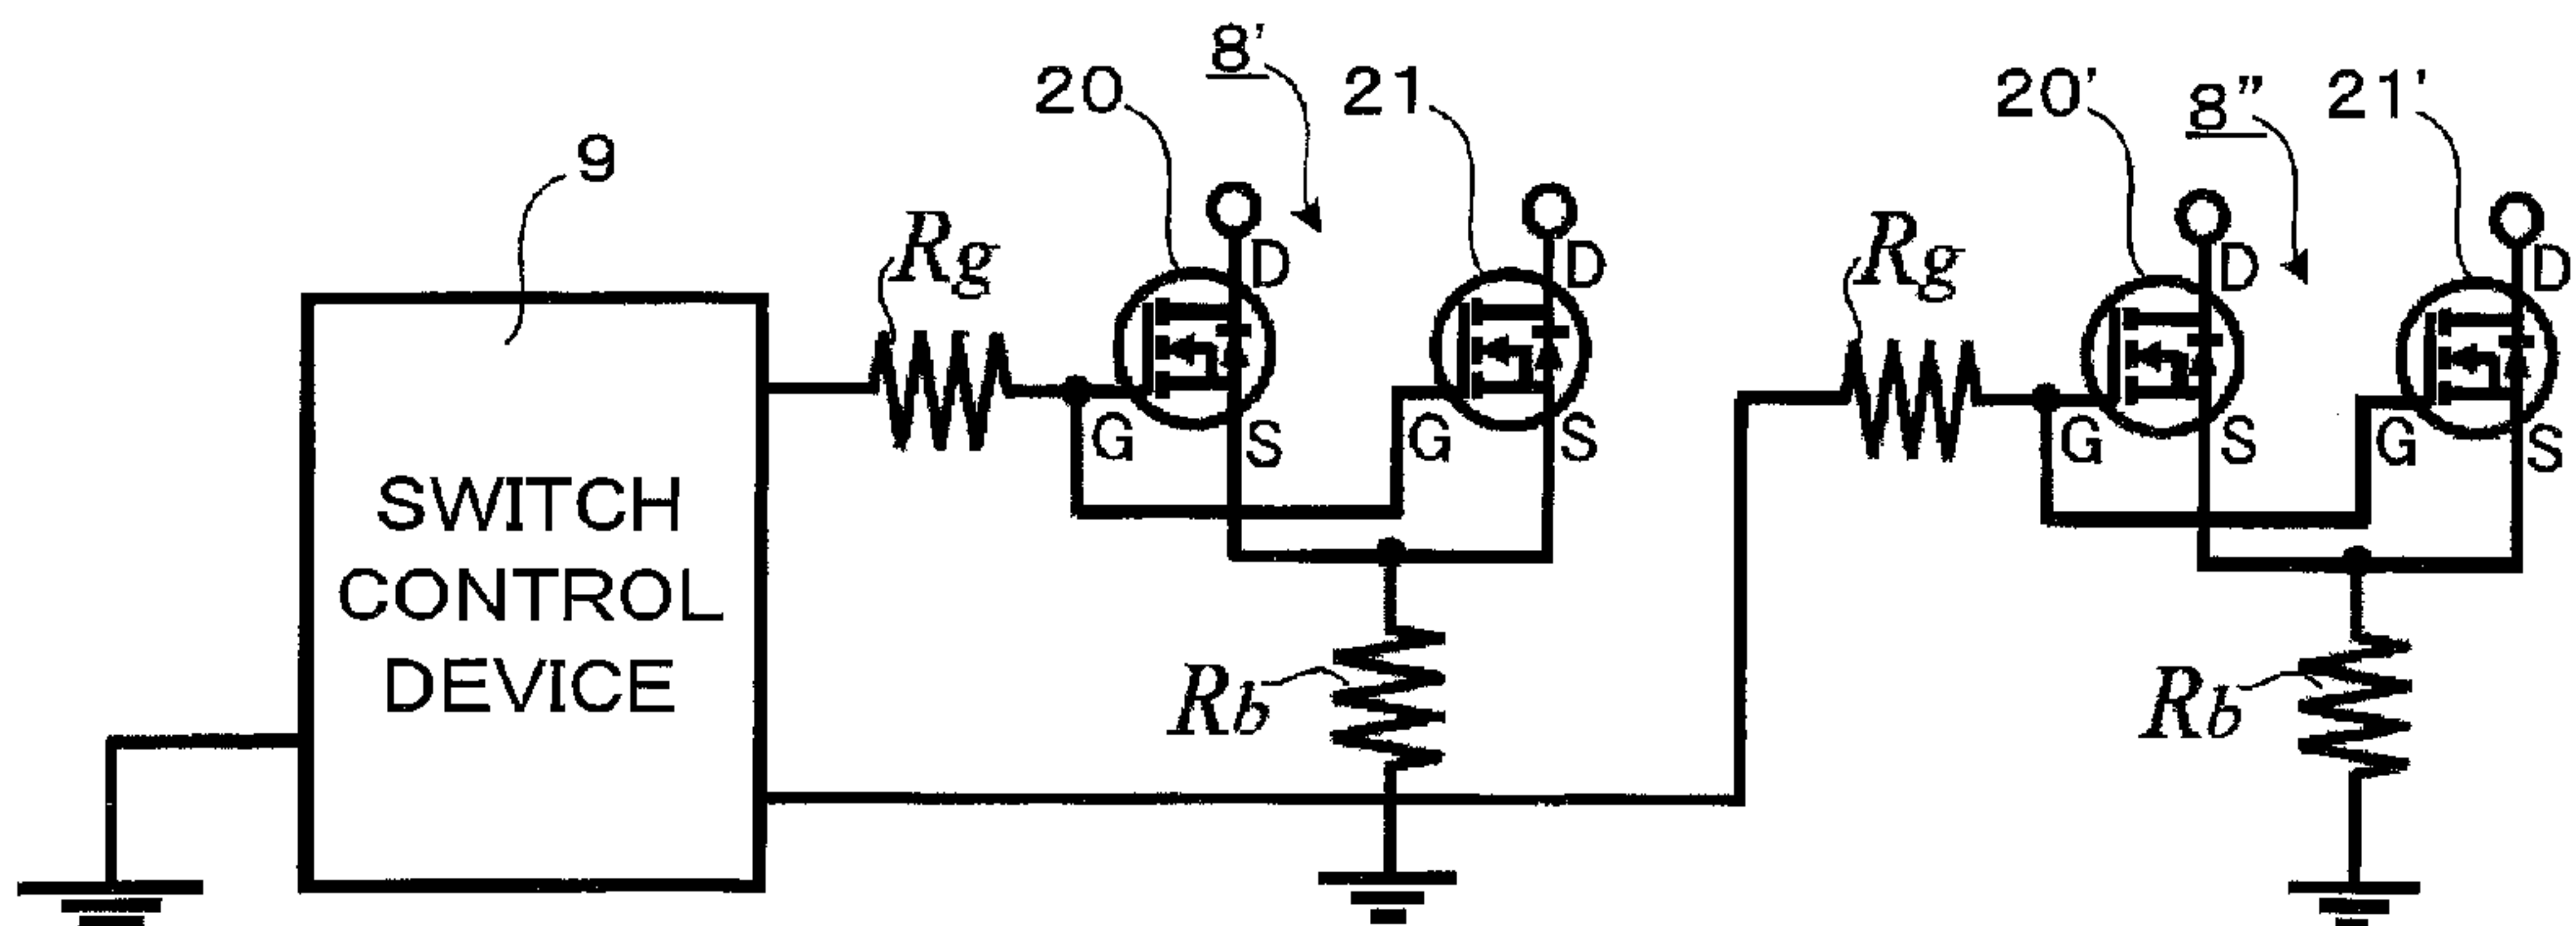 8'
20
21
20'
8”
21'
9
Rg
Rg
D
D
D
D
G
S
G
S
G
S
G
S
SWITCH
CONTROL
DEVICE
Rb
Rb